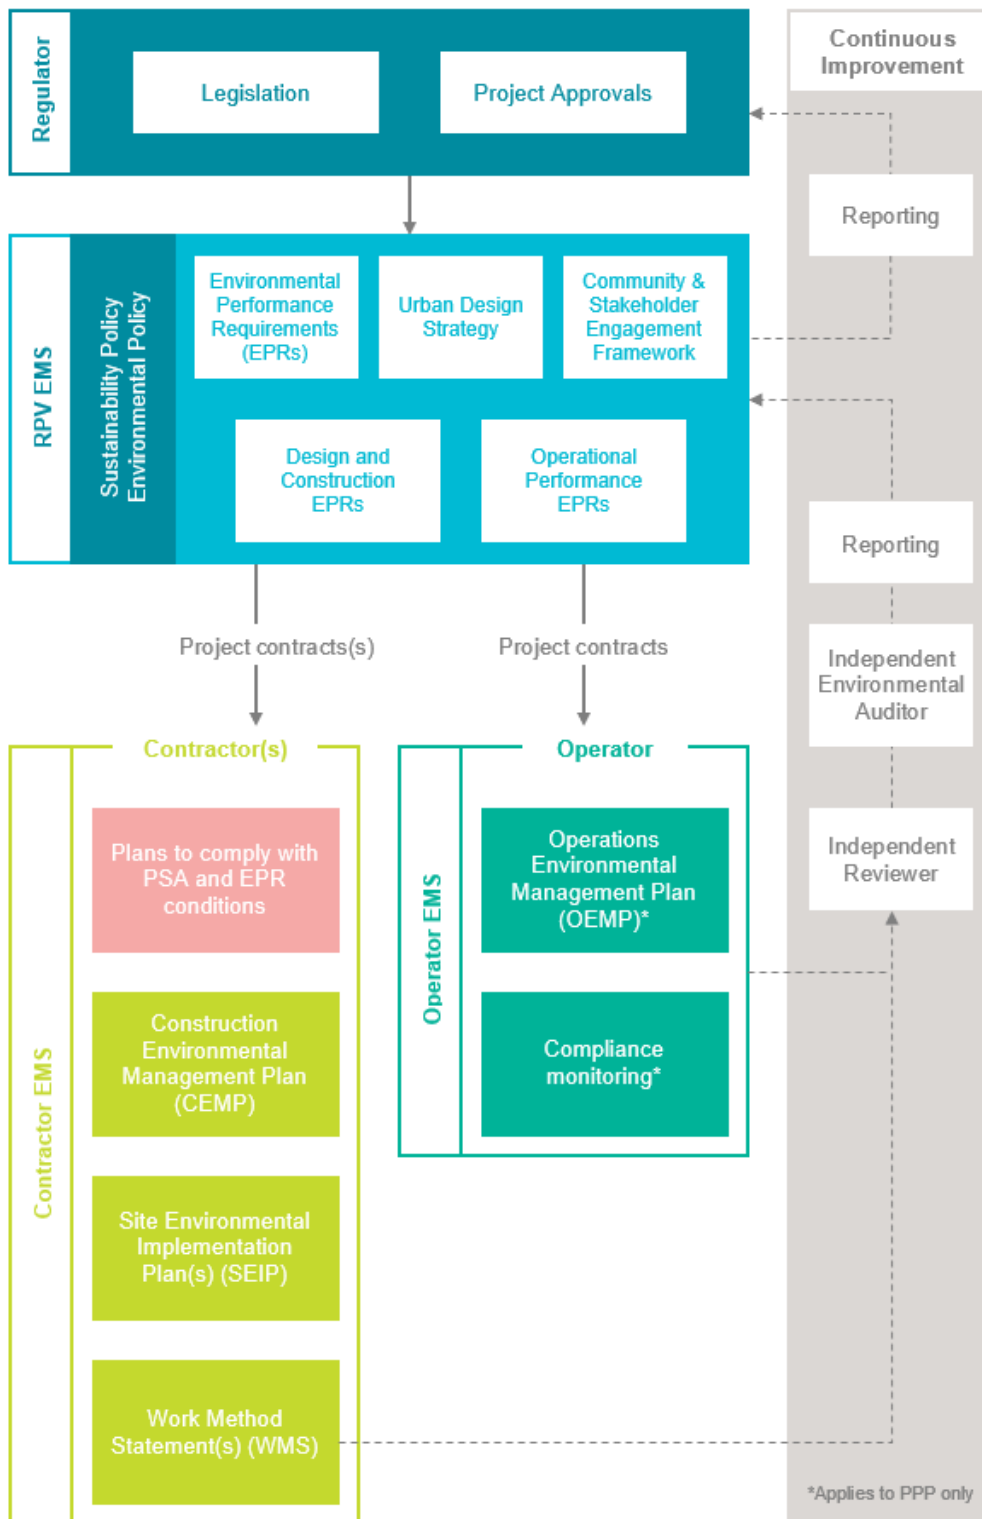 Regulator
Legislation
Project Approvals
Continuous
Improvement
Reporting
RPV EMS
Sustainability Policy
Environmental Policy
Environmental
Performance
Requirements
(EPRs)
Urban Design
Strategy
Community &
Stakeholder
Engagement
Framework
Design and
Construction
EPRs
Operational
Performance
EPRs
Reporting
Project contracts(s)
Project contracts
Independent
Environmental
Auditor
Contractor(s)
Operator
Contractor EMS
Plans to comply with
PSA and EPR
conditions
Construction
Environmental
Management Plan
(CEMP)
Site Environmental
Implementation
Plan(s) (SEIP)
Work Method
Statement(s) (WMS)
Operator EMS
Operations
Environmental
Management Plan
(OEMP)*
Compliance
monitoring*
Independent
Reviewer
*Applies to PPP only